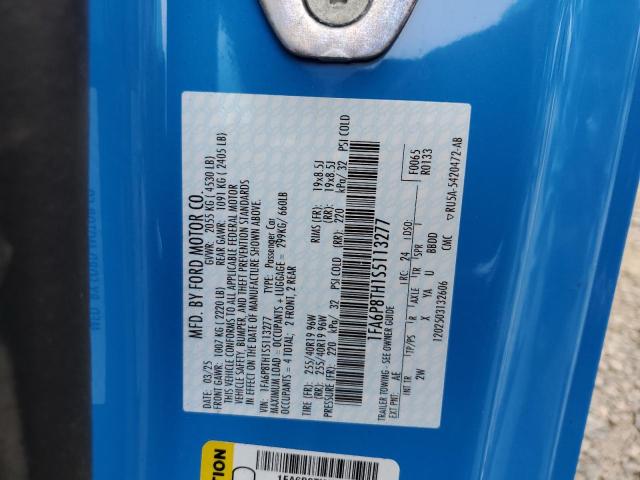 MFD. BY FORD MOTOR CO.
03/25 GVWR: 2055 KG ( 4530 LB)
FRONT GAWR: 1007 KG ( 2220 LB) REAR GAWR: 1091 KG ( 2405 LB)
THIS VEHICLE CONFORMS TO ALL APPLICABLE FEDERAL MOTOR
VEHICLE SAFETY, BUMPER, AND THEFT PREVENTION STANDARDS
IN EFFECT ON THE DATE OF MANUFACTURE SHOWN ABOVE.
VIN: 1FA6P8TH1S5113277 TYPE: Passenger Car
MAXIMUM LOAD = OCCUPANTS + LUGGAGE = 299KG/ 660LB
OCCUPANTS = 4 TOTAL: 2 FRONT, 2 REAR
TIRE (FR): 255/40R19 96W RIMS (FR): 19x8.5J
(RR): 255/40R19 96W (RR): 19x8.5J
PRESSURE (FR): 220 kPa/ 32 PSI COLD (RR): 220 kPa/ 32 PSI COLD
1FA6P8TH1S5113277
TRAILER TOWING - SEE OWNER GUIDE
EXT PNT: AE RC: 24 DSO: F0065
R0133
INT TR TP/PS R AXLE TR SPR
2W X YA U BBDD
1202503132606 CMC ▽RU5A-5420472-AB